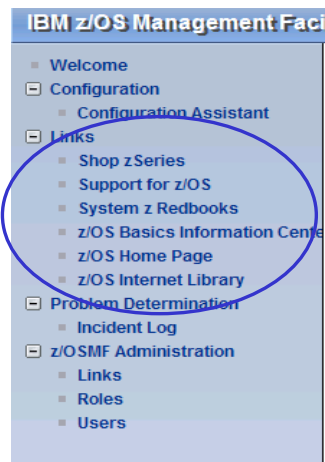 IBM z/OS Management Faci
Welcome
Configuration
Configuration Assistant
Links
Shop zSeries
Support for z/OS
System z Redbooks
z/OS Basics Information Cente
z/OS Home Page
z/OS Internet Library
Problem Determination
Incident Log
z/OSMF Administration
Links
Roles
Users